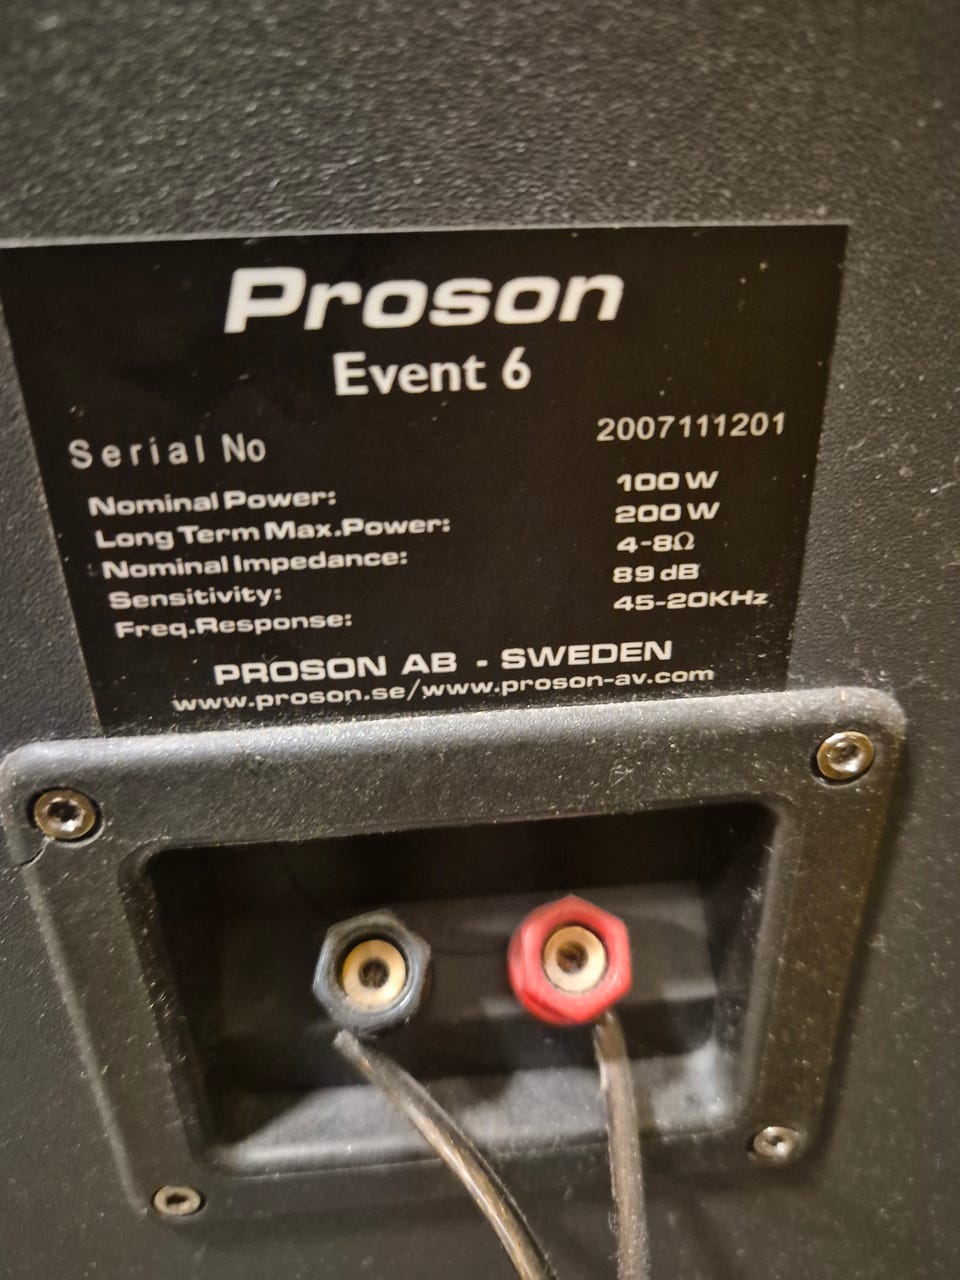 Proson
Event 6
Serial No 2007111201
Nominal Power: 100 W
Long Term Max.Power: 200 W
Nominal Impedance: 4-8Ω
Sensitivity: 89 dB
Freq.Response: 45-20KHz
PROSON AB - SWEDEN
www.proson.se/www.proson-av.com